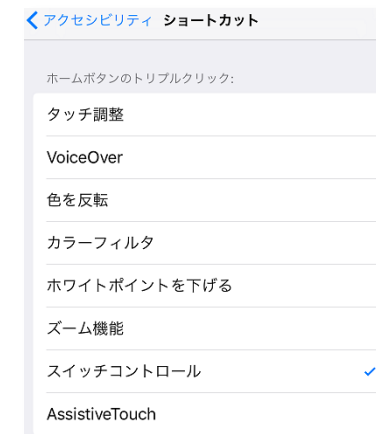 アクセシビリティ ショートカット
ホームボタンのトリプルクリック:
タッチ調整
VoiceOver
色を反転
カラーフィルタ
ホワイトポイントを下げる
ズーム機能
スイッチコントロール
AssistiveTouch